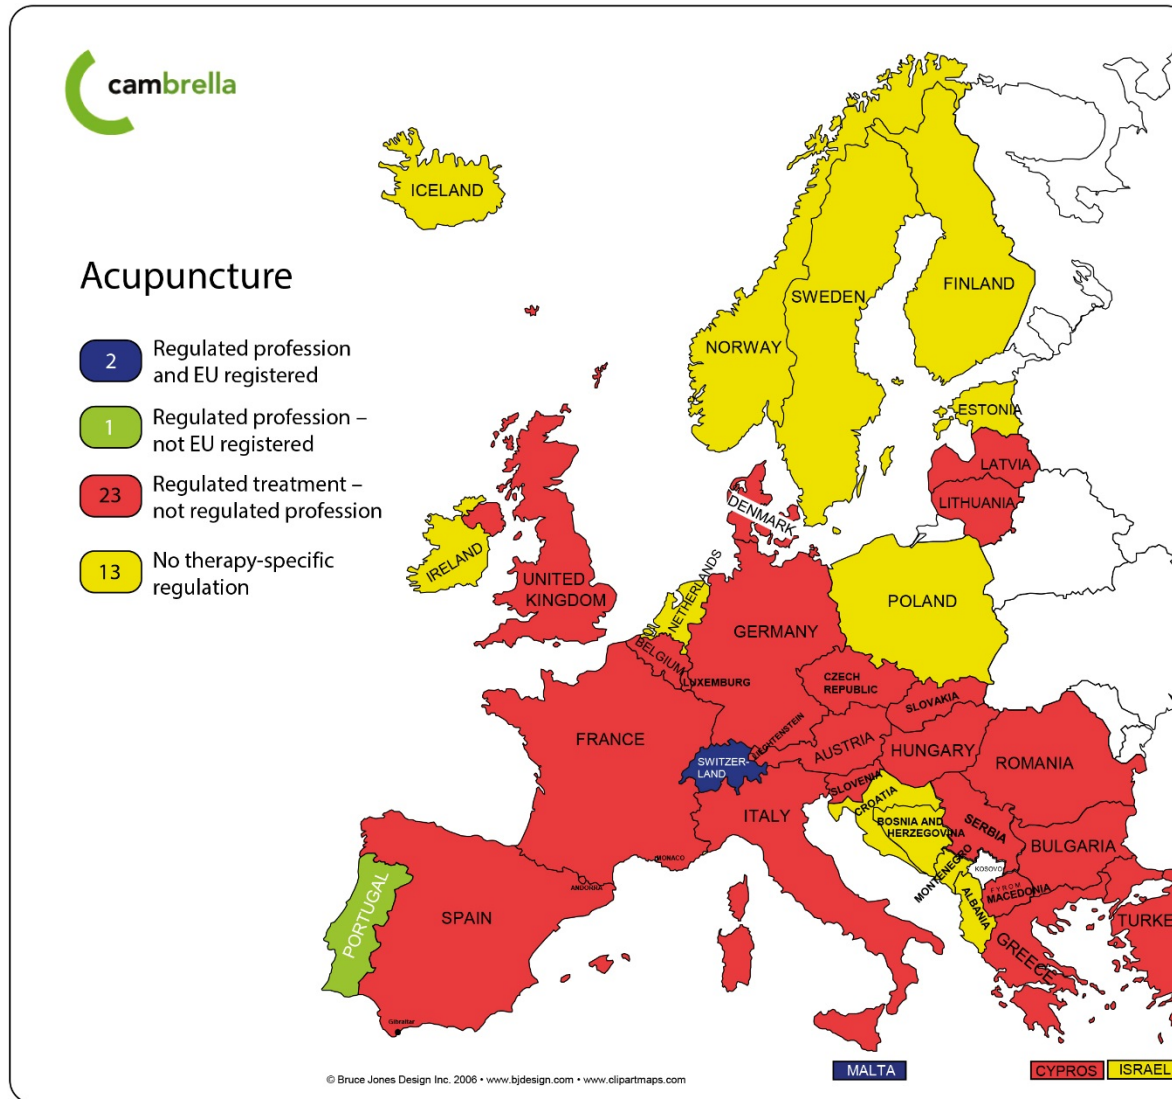 cambrella
Acupuncture
2
Regulated profession
and EU registered
1
Regulated profession –
not EU registered
23
Regulated treatment –
not regulated profession
13
No therapy-specific
regulation
ICELAND
FINLAND
SWEDEN
NORWAY
ESTONIA
LATVIA
LITHUANIA
DENMARK
IRELAND
UNITED
KINGDOM
NETHERLANDS
POLAND
GERMANY
BELGIUM
LUXEMBURG
CZECH
REPUBLIC
SLOVAKIA
LIECHTENSTEIN
FRANCE
AUSTRIA
HUNGARY
SWITZER-
LAND
ROMANIA
SLOVENIA
CROATIA
ITALY
BOSNIA AND
HERZEGOVINA
SERBIA
BULGARIA
MONACO
MONTENEGRO
KOSOVO
ANDORRA
FYROM
MACEDONIA
ALBANIA
PORTUGAL
SPAIN
TURKE
GREECE
Gibraltar
MALTA
CYPROS
ISRAEL
© Bruce Jones Design Inc. 2006 • www.bjdesign.com • www.clipartmaps.com